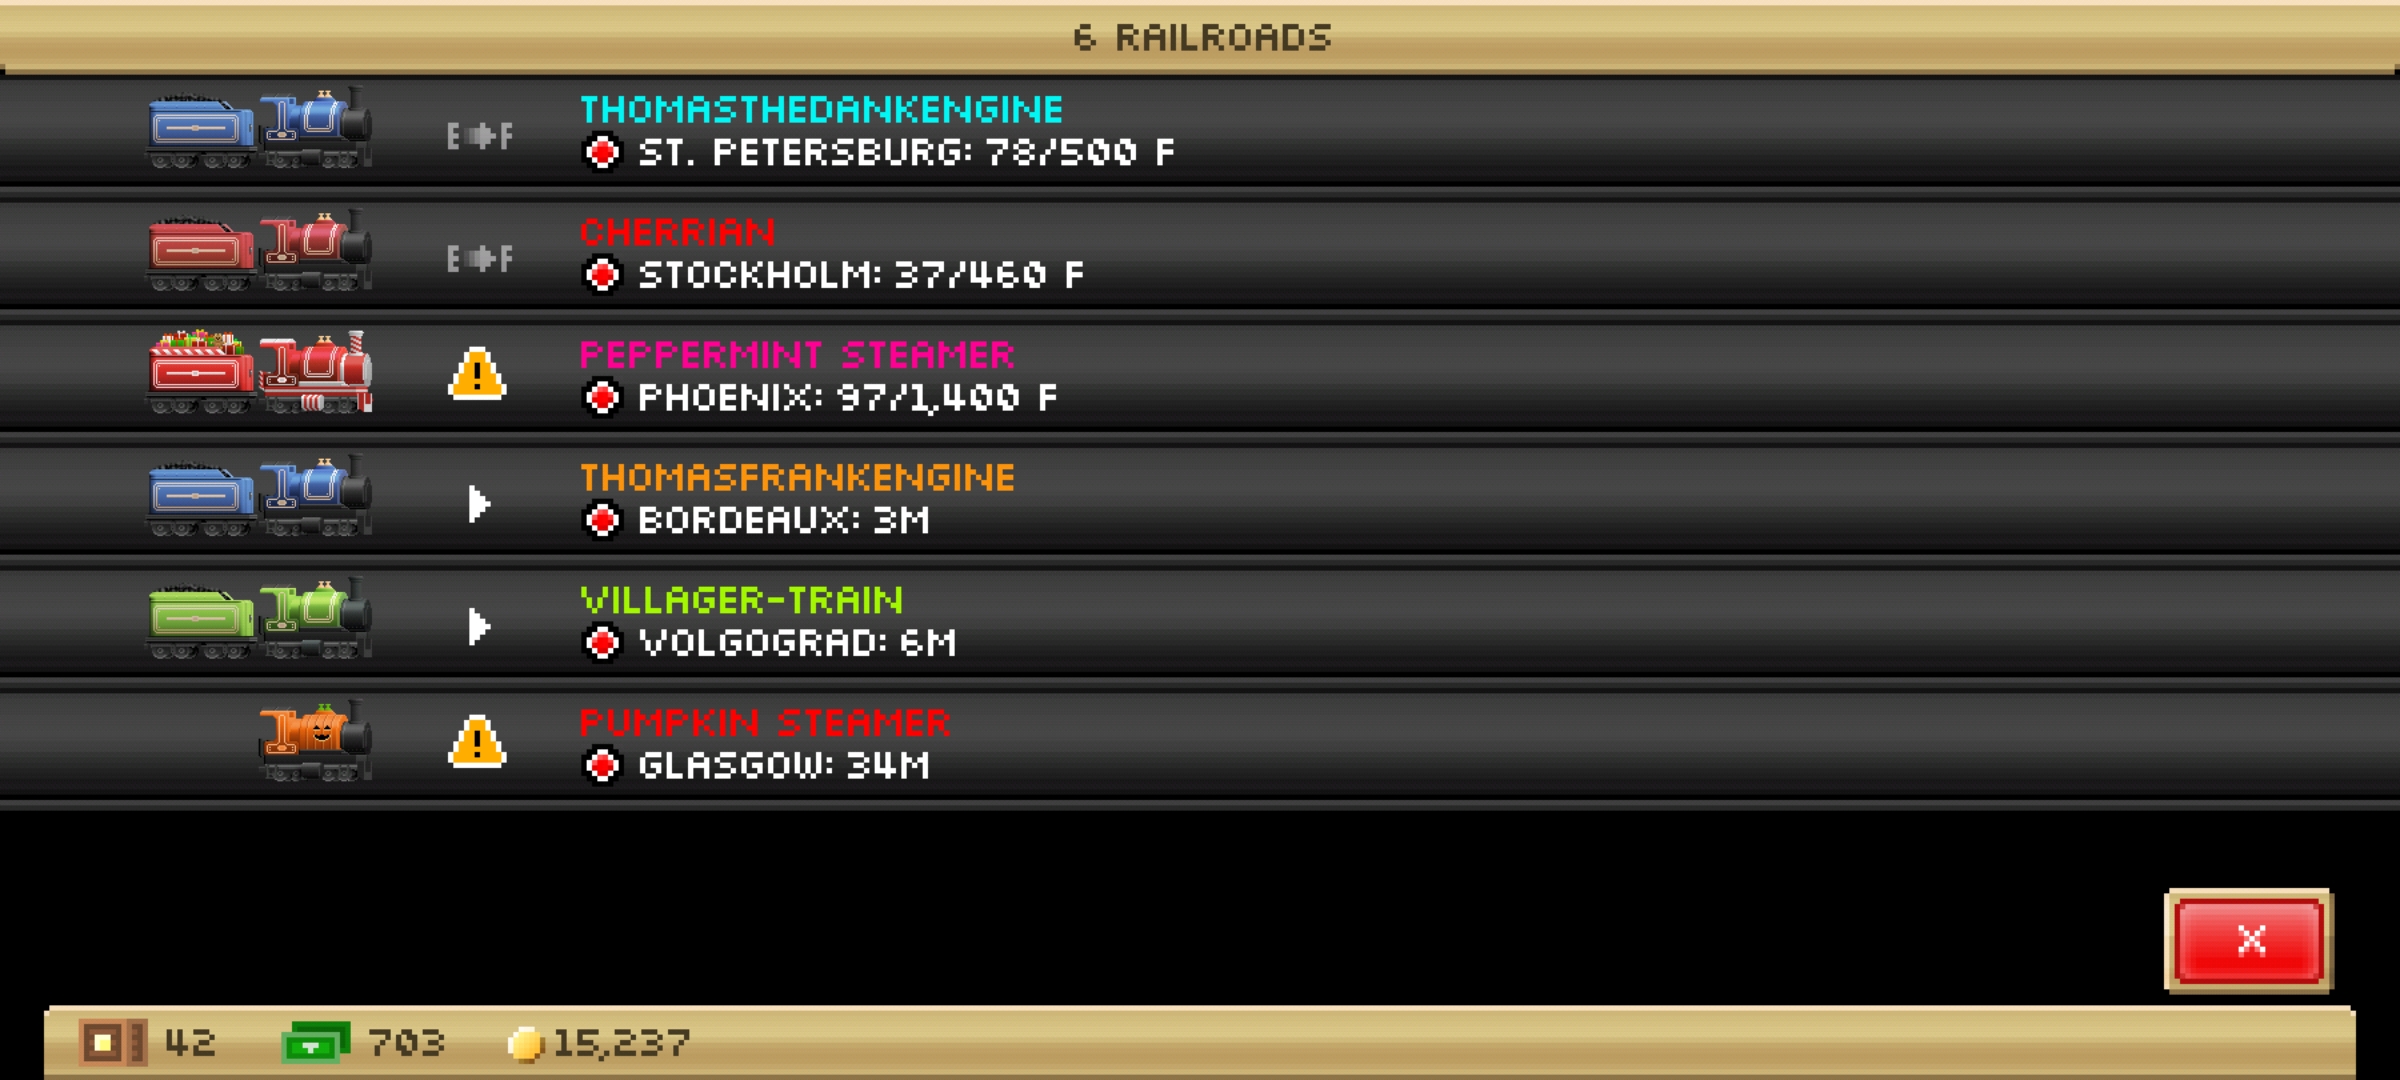 6 RAILROADS
THOMASTHEDANKENGINE
E F
ST. PETERSBURG: 78/500 F
CHERRIAN
E F
STOCKHOLM: 37/460 F
PEPPERMINT STEAMER
!
PHOENIX: 97/1,400 F
THOMASFRANKENGINE
BORDEAUX: 3M
VILLAGER-TRAIN
VOLGOGRAD: 6M
PUMPKIN STEAMER
!
GLASGOW: 34M
X
42 703 15,237